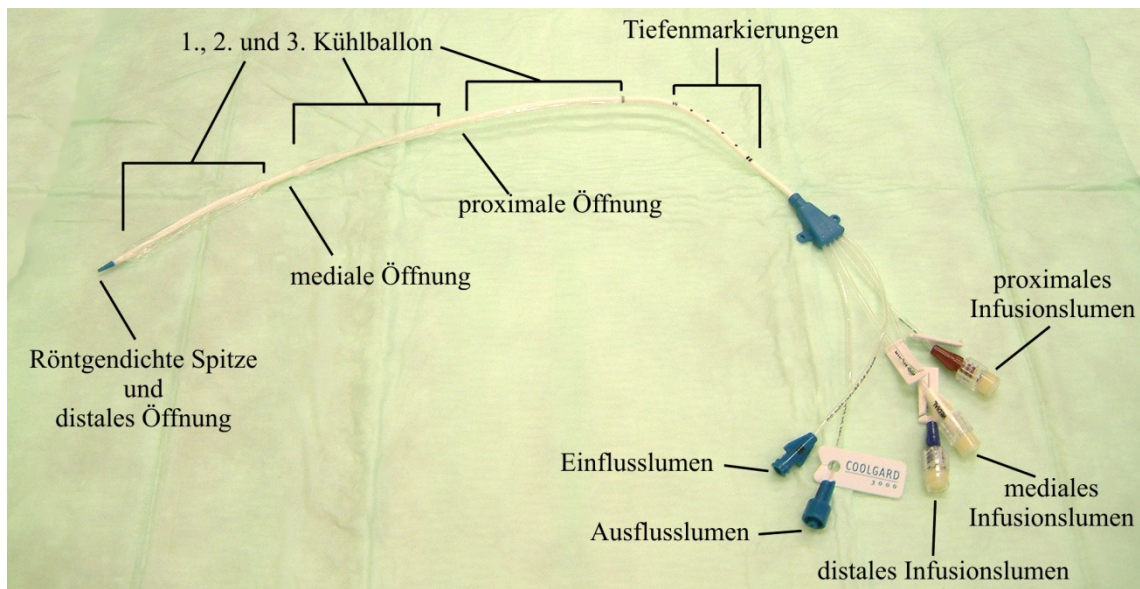 1., 2. und 3. Kühlballon
Tiefenmarkierungen
proximale Öffnung
mediale Öffnung
Röntgendichte Spitze
und
distales Öffnung
proximales
Infusionslumen
Einflusslumen
COOLGARD
3000
mediales
Infusionslumen
Ausflusslumen
distales Infusionslumen